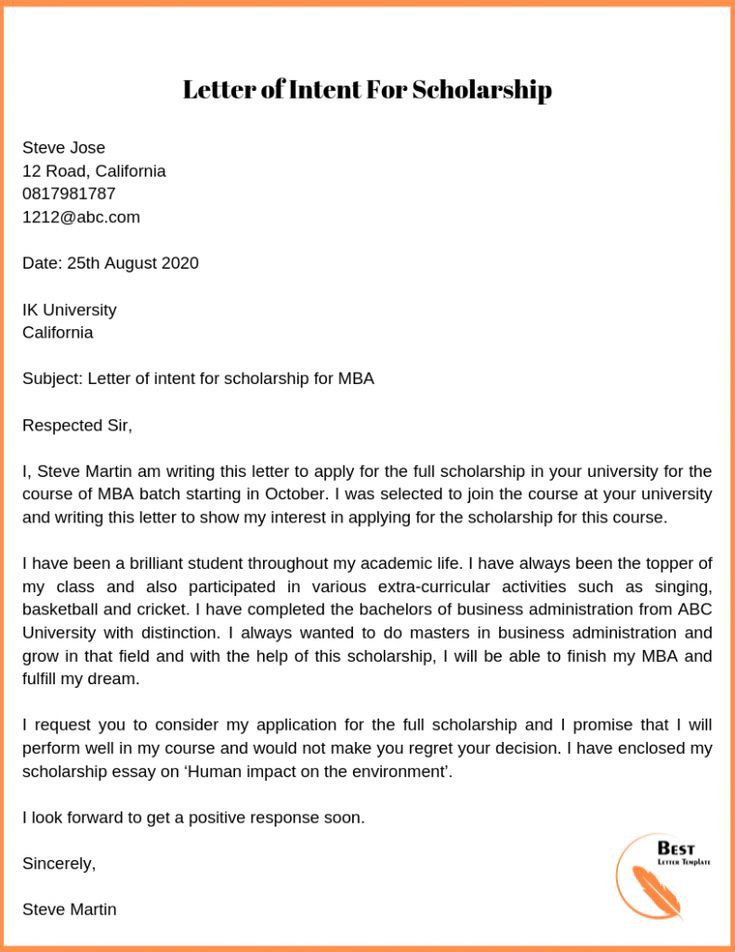 Letter of Intent For Scholarship
Steve Jose
12 Road, California
0817981787
1212@abc.com
Date: 25th August 2020
IK University
California
Subject: Letter of intent for scholarship for MBA
Respected Sir,
I, Steve Martin am writing this letter to apply for the full scholarship in your university for the
course of MBA batch starting in October. I was selected to join the course at your university
and writing this letter to show my interest in applying for the scholarship for this course.
I have been a brilliant student throughout my academic life. I have always been the topper of
my class and also participated in various extra-curricular activities such as singing,
basketball and cricket. I have completed the bachelors of business administration from ABC
University with distinction. I always wanted to do masters in business administration and
grow in that field and with the help of this scholarship, I will be able to finish my MBA and
fulfill my dream.
I request you to consider my application for the full scholarship and I promise that I will
perform well in my course and would not make you regret your decision. I have enclosed my
scholarship essay on ‘Human impact on the environment’.
I look forward to get a positive response soon.
Sincerely,
Steve Martin
BEST
LETTER TEMPLATE